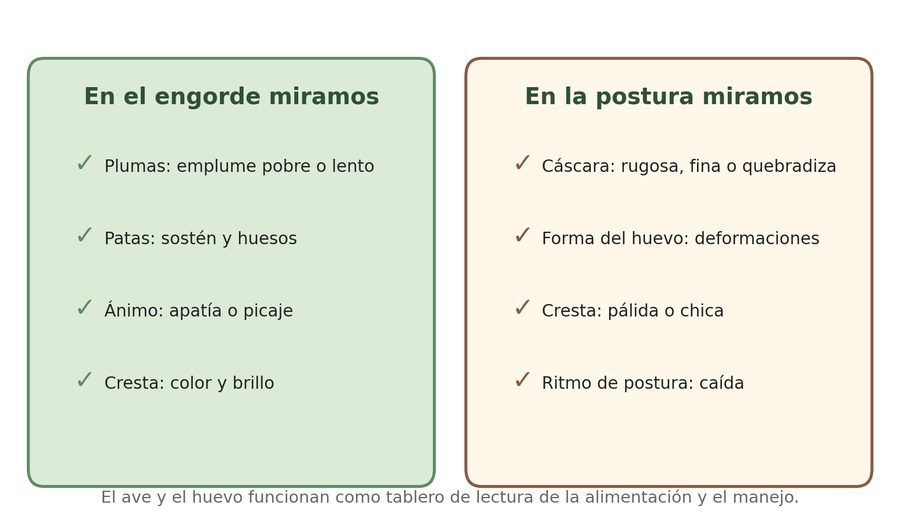 En el engorde miramos
✓ Plumas: emplume pobre o lento
✓ Patas: sostén y huesos
✓ Ánimo: apatía o picaje
✓ Cresta: color y brillo
En la postura miramos
✓ Cáscara: rugosa, fina o quebradiza
✓ Forma del huevo: deformaciones
✓ Cresta: pálida o chica
✓ Ritmo de postura: caída
El ave y el huevo funcionan como tablero de lectura de la alimentación y el manejo.